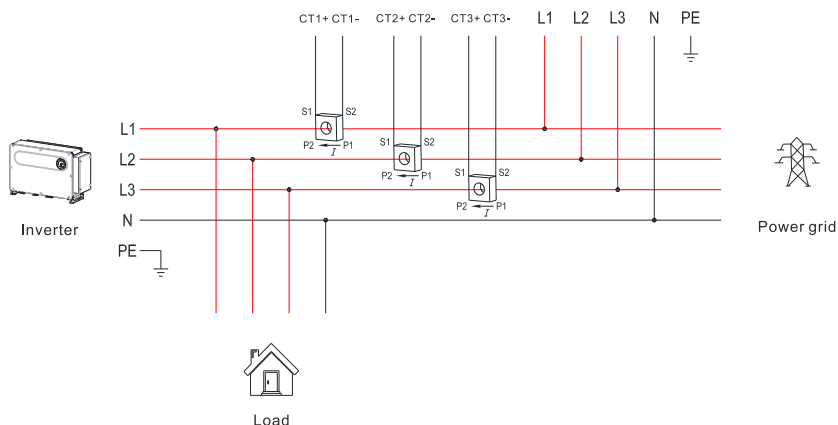 CT1+ CT1- CT2+ CT2- CT3+ CT3- L1 L2 L3 N PE
S1 S2
L1
P2 P1
I
S1 S2
L2
P2 P1
I
S1 S2
L3
P2 P1
I
N
Inverter
Power grid
PE
Load